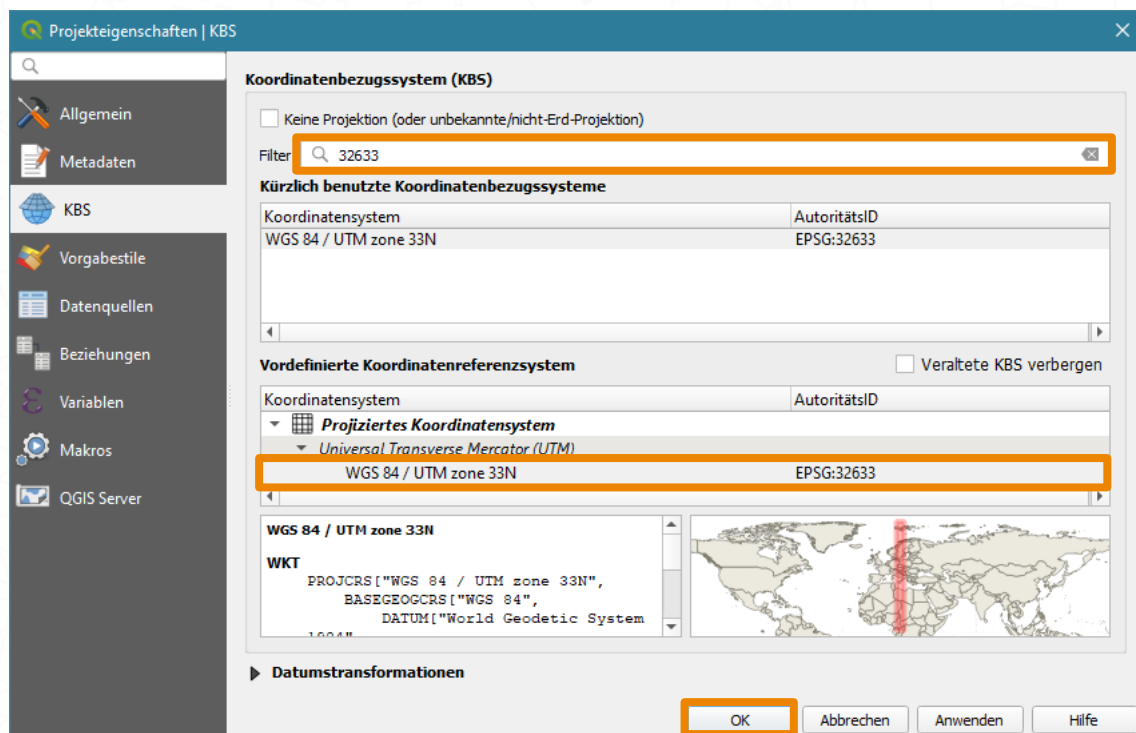 Projekteigenschaften | KBS
Allgemein
Metadaten
KBS
Vorgabestile
Datenquellen
Beziehungen
Variablen
Makros
QGIS Server
Koordinatenbezugssystem (KBS)
Keine Projektion (oder unbekannte/nicht-Erd-Projektion)
Filter 32633
Kürzlich benutzte Koordinatenbezugssysteme
Koordinatensystem AutoritätsID
WGS 84 / UTM zone 33N EPSG:32633
Vordefinierte Koordinatenreferenzsystem Veraltete KBS verbergen
Koordinatensystem AutoritätsID
Projiziertes Koordinatensystem
Universal Transverse Mercator (UTM)
WGS 84 / UTM zone 33N EPSG:32633
WGS 84 / UTM zone 33N
WKT
PROJCRS["WGS 84 / UTM zone 33N",
BASEGEOGCRS["WGS 84",
DATUM["World Geodetic System
1984"
Datumstransformationen
OK Abbrechen Anwenden Hilfe